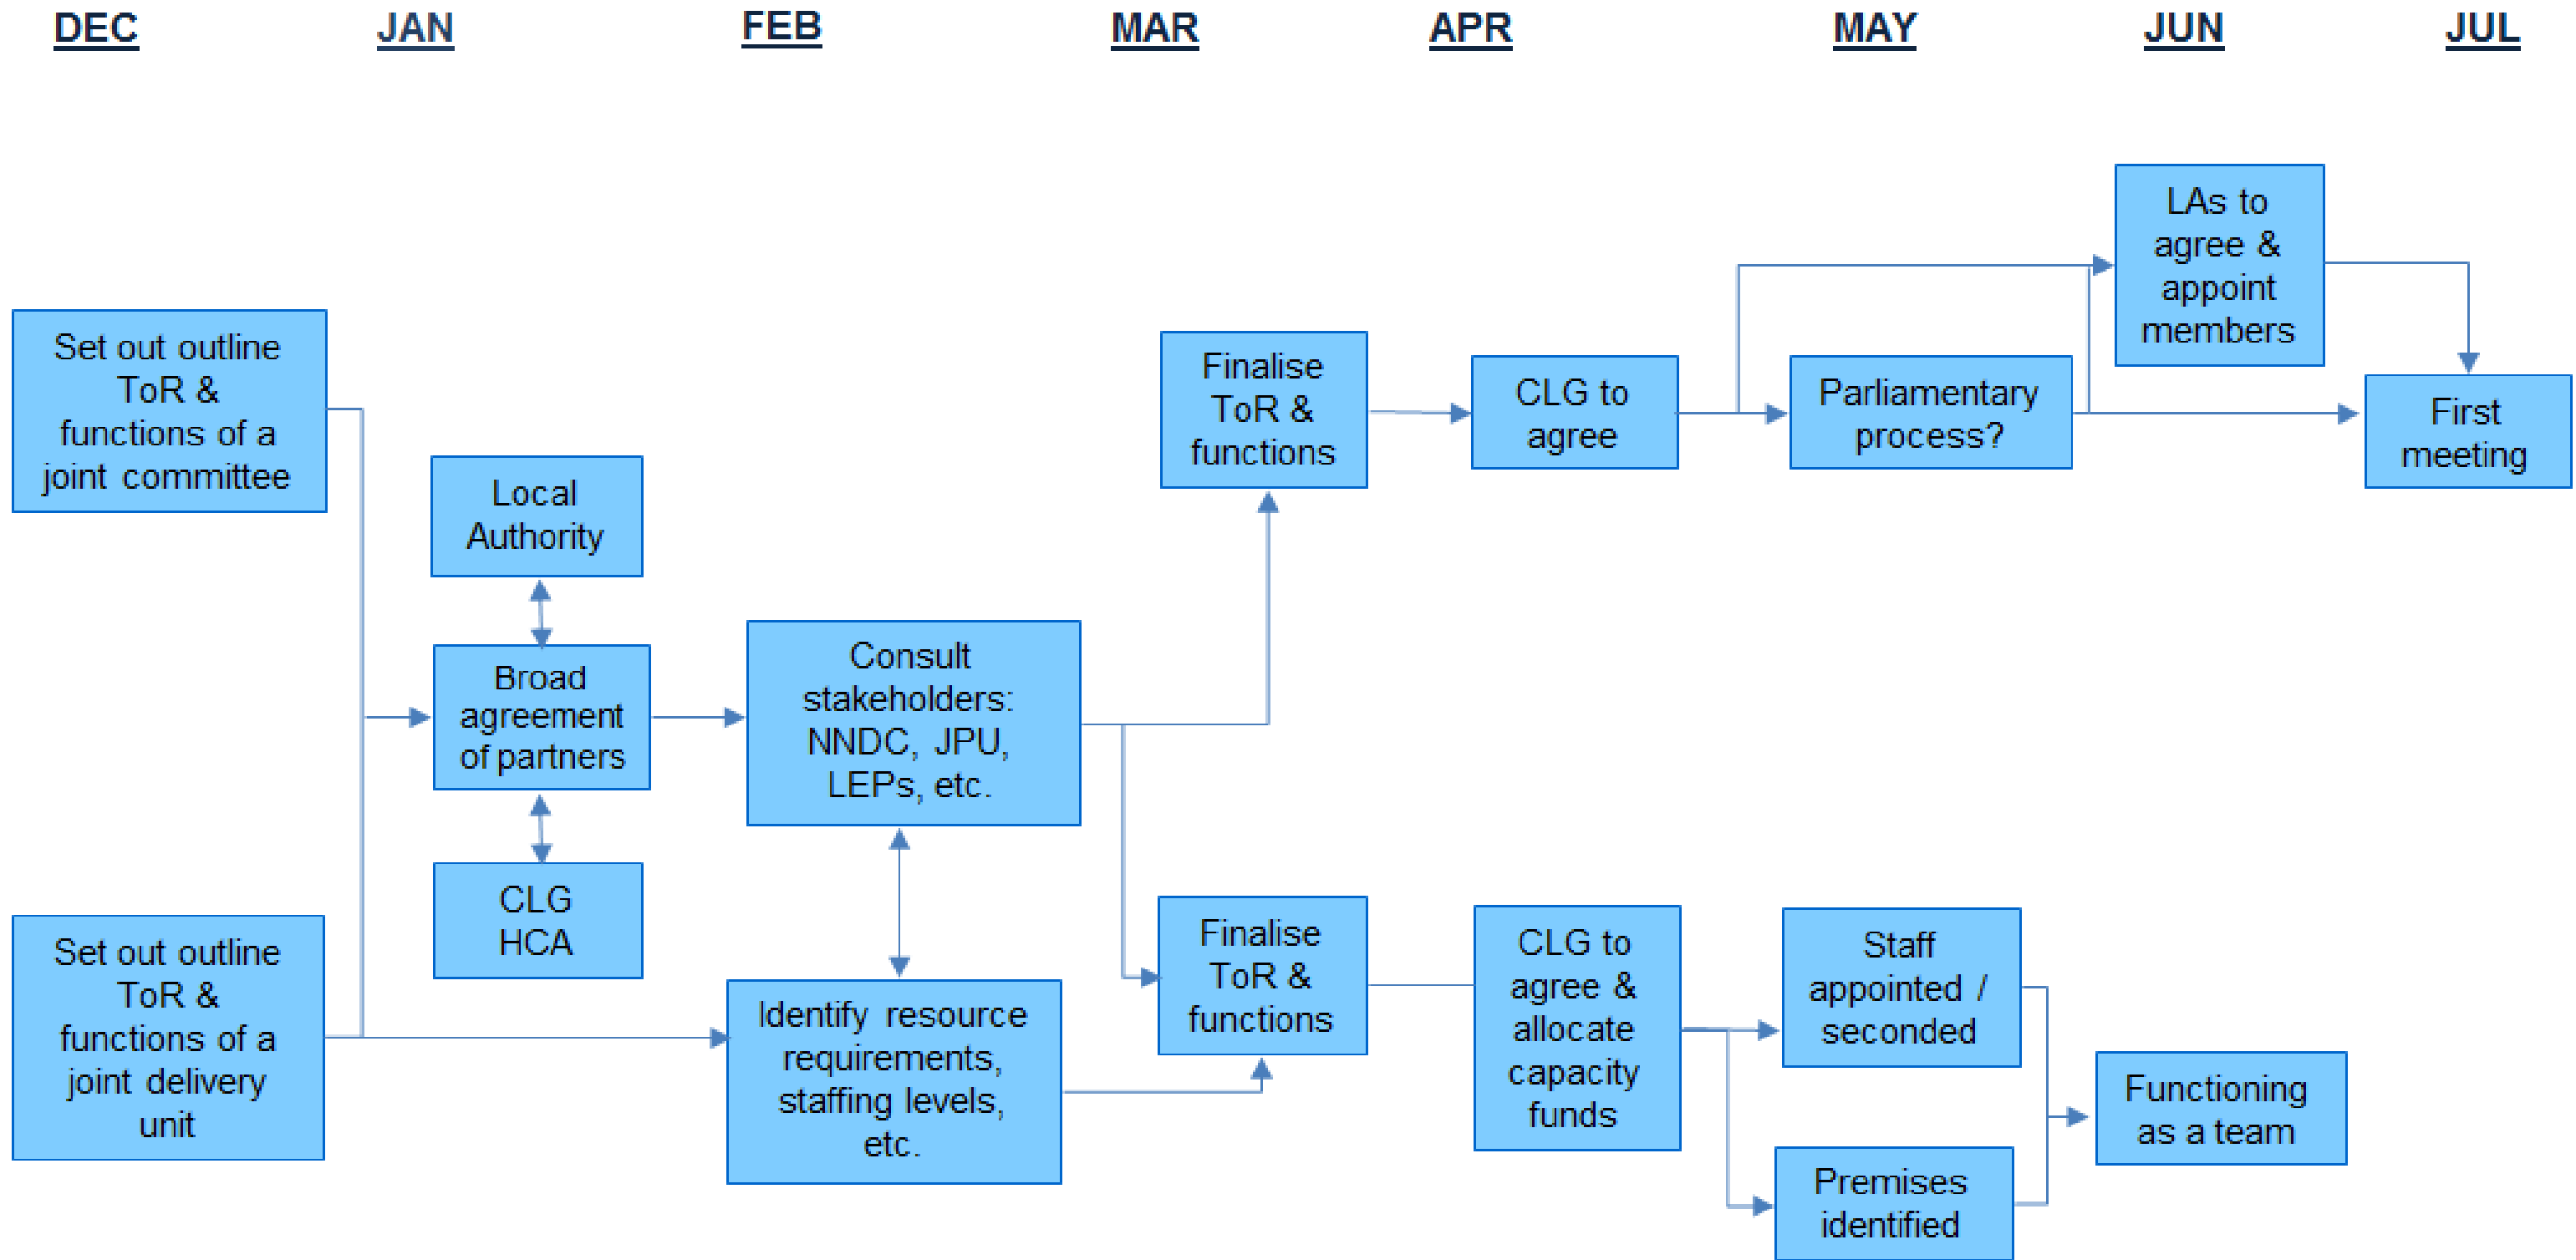 DEC JAN FEB MAR APR MAY JUN JUL
Set out outline
ToR &
functions of a
joint committee
Set out outline
ToR &
functions of a
joint delivery
unit
Local
Authority
Broad
agreement
of partners
CLG
HCA
Consult
stakeholders:
NNDC, JPU,
LEPs, etc.
Identify resource
requirements,
staffing levels,
etc.
Finalise
ToR &
functions
Finalise
ToR &
functions
CLG to
agree
CLG to
agree &
allocate
capacity
funds
Parliamentary
process?
Staff
appointed /
seconded
Premises
identified
LAs to
agree &
appoint
members
Functioning
as a team
First
meeting